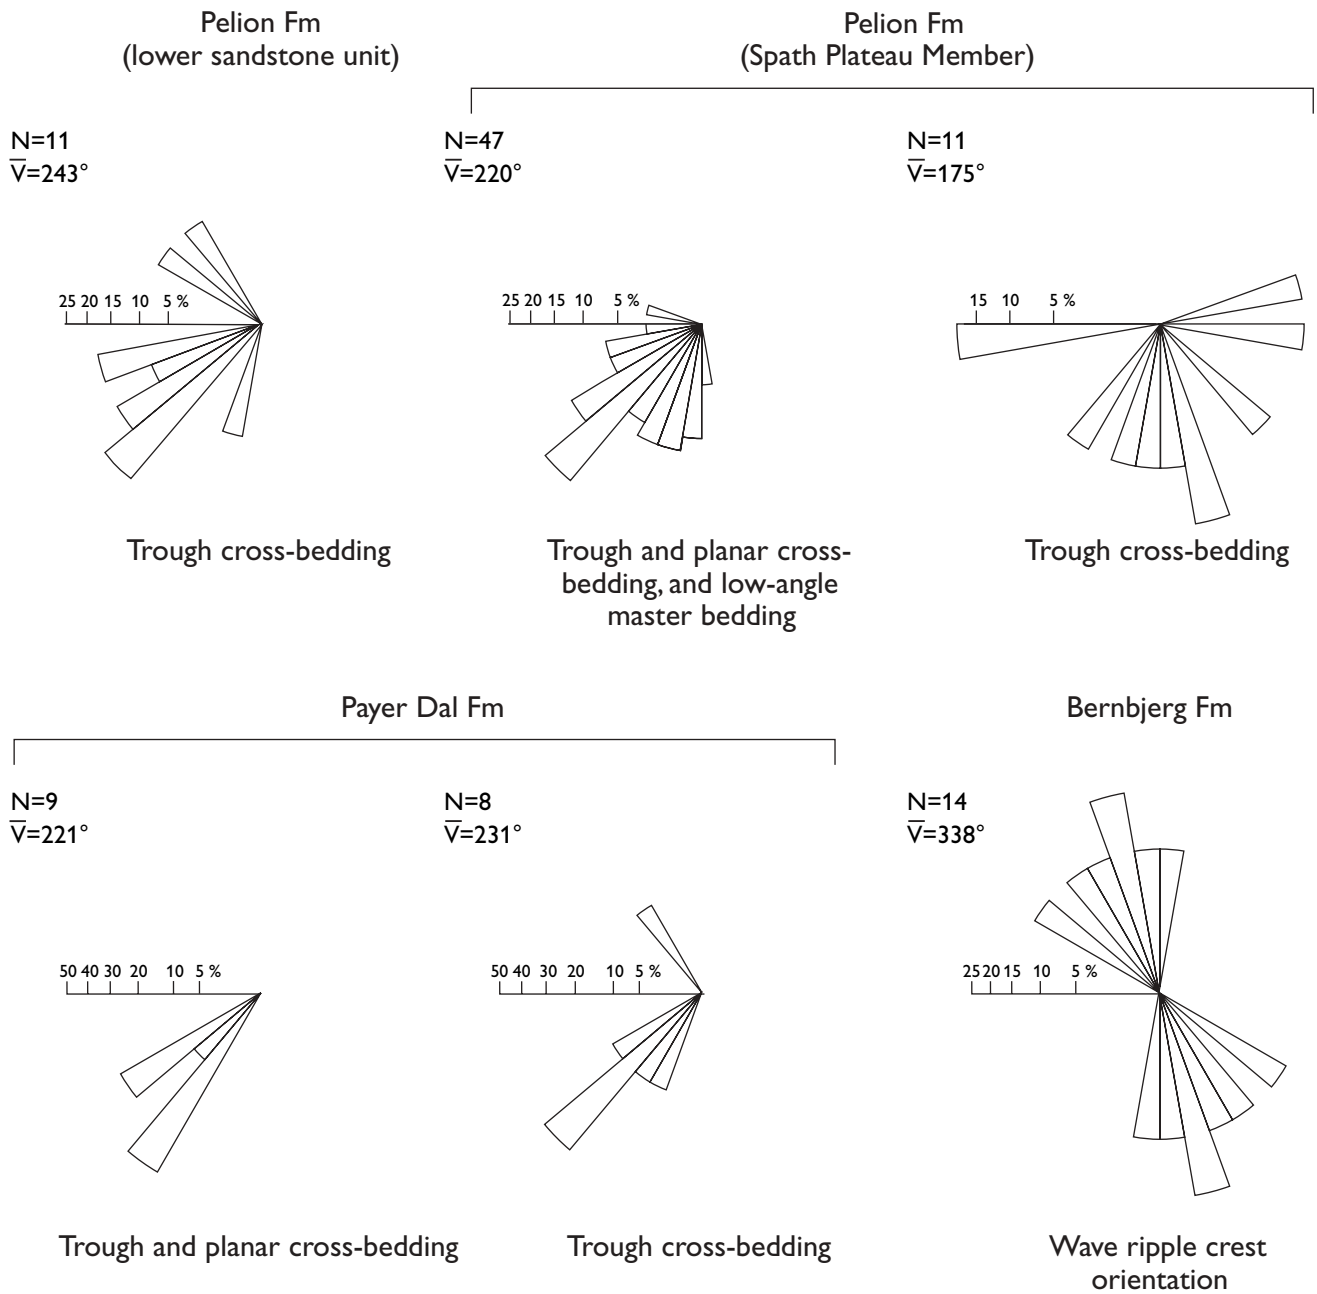 Pelion Fm
(lower sandstone unit)
Pelion Fm
(Spath Plateau Member)
N=11
V̅=243°
N=47
V̅=220°
N=11
V̅=175°
25 20 15 10 5 %
25 20 15 10 5 %
15 10 5 %
Trough cross-bedding
Trough and planar cross-
bedding, and low-angle
master bedding
Trough cross-bedding
Payer Dal Fm
Bernbjerg Fm
N=9
V̅=221°
N=8
V̅=231°
N=14
V̅=338°
50 40 30 20 10 5 %
50 40 30 20 10 5 %
25 20 15 10 5 %
Trough and planar cross-bedding
Trough cross-bedding
Wave ripple crest
orientation